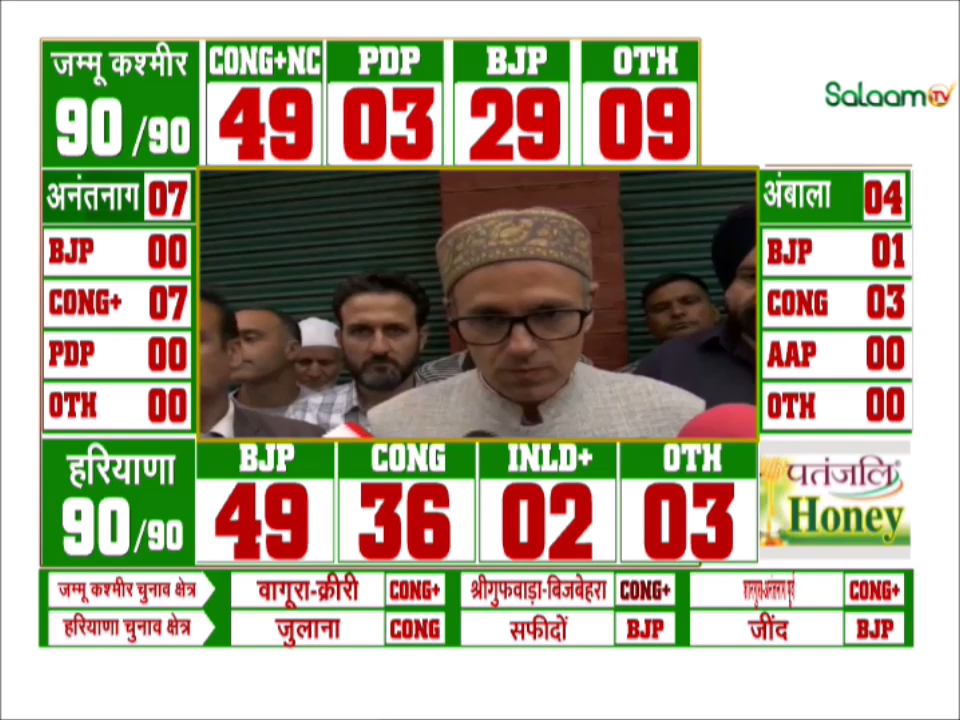 जम्मू कश्मीर CONG+NC PDP BJP OTH
90/90 49 03 29 09
Salaam TV
अनंतनाग 07
BJP 00
CONG+ 07
PDP 00
OTH 00
अंबाला 04
BJP 01
CONG 03
AAP 00
OTH 00
हरियाणा BJP CONG INLD+ OTH
90/90 49 36 02 03
पतंजलि
Honey
जम्मू कश्मीर चुनाव क्षेत्र वागूरा-क्रीरी CONG+ श्रीगुफवाड़ा-बिजबेहरा CONG+ CONG+
हरियाणा चुनाव क्षेत्र जुलाना CONG सफीदों BJP जींद BJP